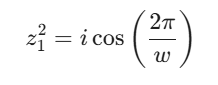 $z_1^2 = i \cos\left(\frac{2\pi}{w}\right)$